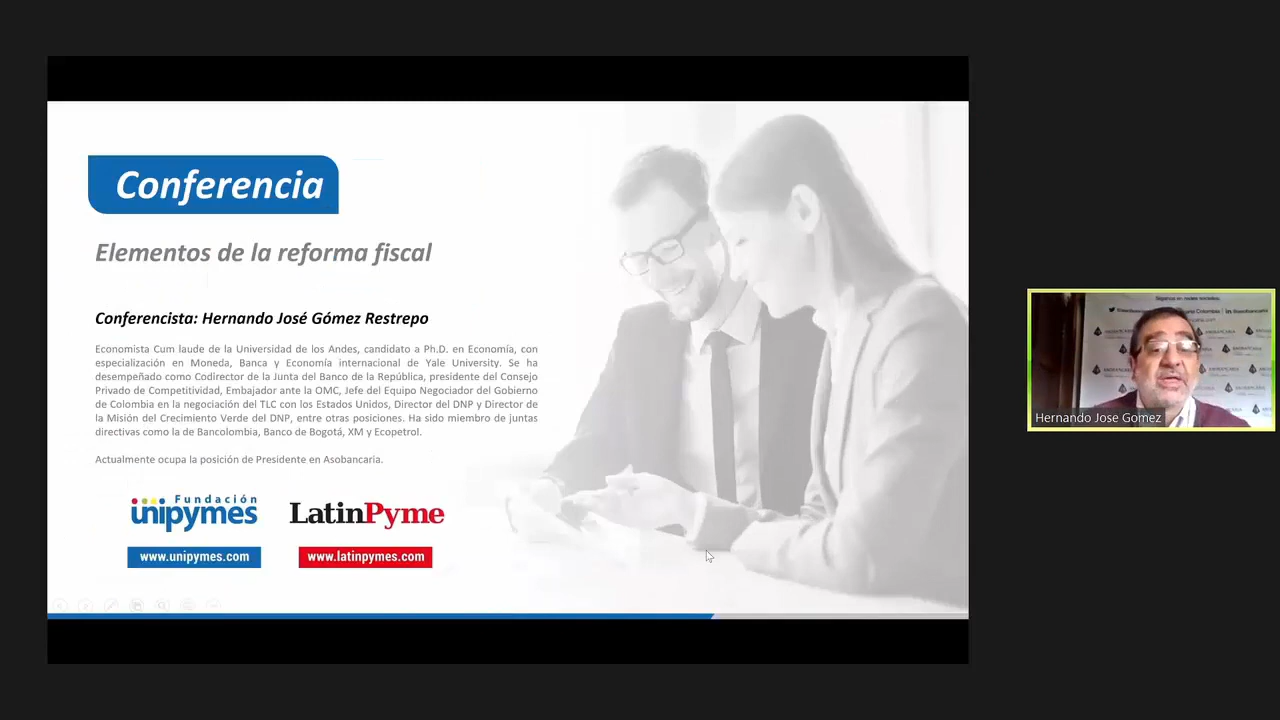 Conferencia
Elementos de la reforma fiscal
Conferencista: Hernando José Gómez Restrepo
Economista Cum laude de la Universidad de los Andes, candidato a Ph.D. en Economía, con
especialización en Moneda, Banca y Economía internacional de Yale University. Se ha
desempeñado como Codirector de la Junta del Banco de la República, presidente del Consejo
Privado de Competitividad, Embajador ante la OMC, Jefe del Equipo Negociador del Gobierno
de Colombia en la negociación del TLC con los Estados Unidos, Director del DNP y Director de
la Misión del Crecimiento Verde del DNP, entre otras posiciones. Ha sido miembro de juntas
directivas como la de Bancolombia, Banco de Bogotá, XM y Ecopetrol.
Actualmente ocupa la posición de Presidente en Asobancaria.
Fundación
unipymes
LatinPyme
www.unipymes.com
www.latinpymes.com
Síganos en redes sociales
Hernando Jose Gomez